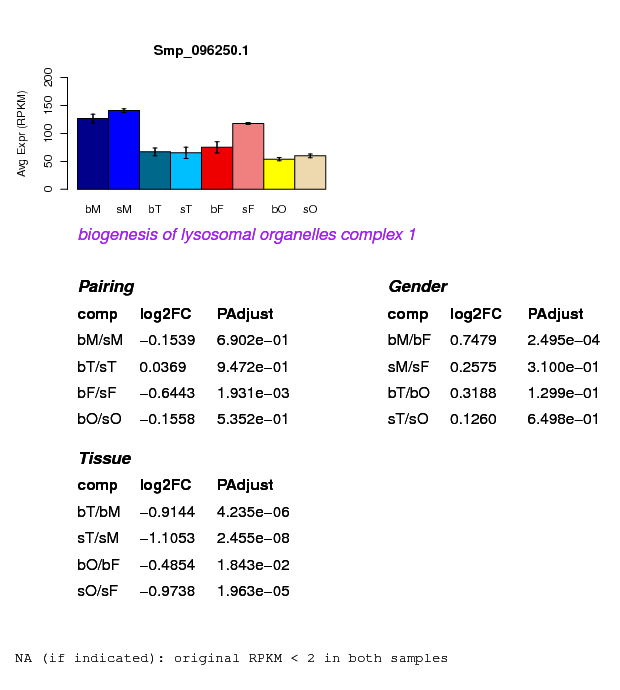 Smp_096250.1
Avg Expr (RPKM)
200
150
100
50
0
bM sM bT sT bF sF bO sO
biogenesis of lysosomal organelles complex 1
Pairing
comp log2FC PAdjust
bM/sM −0.1539 6.902e−01
bT/sT 0.0369 9.472e−01
bF/sF −0.6443 1.931e−03
bO/sO −0.1558 5.352e−01
Gender
comp log2FC PAdjust
bM/bF 0.7479 2.495e−04
sM/sF 0.2575 3.100e−01
bT/bO 0.3188 1.299e−01
sT/sO 0.1260 6.498e−01
Tissue
comp log2FC PAdjust
bT/bM −0.9144 4.235e−06
sT/sM −1.1053 2.455e−08
bO/bF −0.4854 1.843e−02
sO/sF −0.9738 1.963e−05
NA (if indicated): original RPKM < 2 in both samples